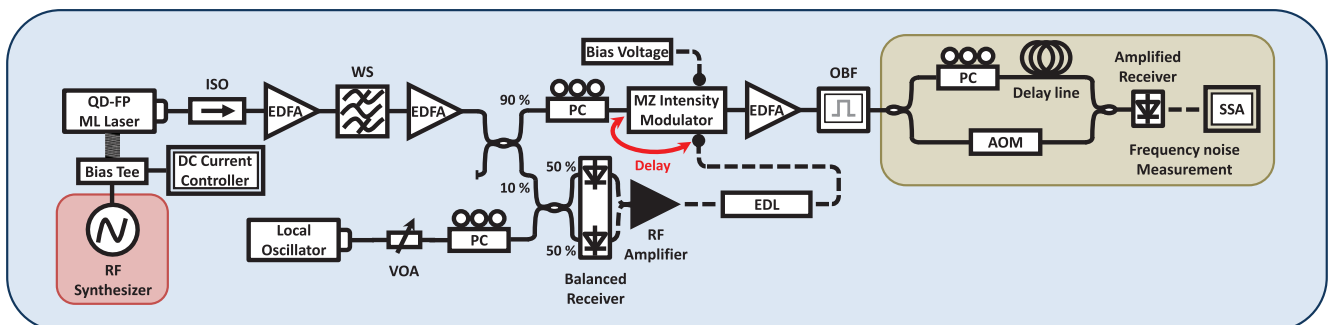 QD-FP
ML Laser
Bias Tee
DC Current
Controller
RF
Synthesizer
ISO
EDFA
WS
EDFA
90 %
10 %
PC
Delay
Bias Voltage
MZ Intensity
Modulator
EDFA
OBF
Local
Oscillator
VOA
PC
50 %
50 %
Balanced
Receiver
RF
Amplifier
EDL
PC
Delay line
AOM
Amplified
Receiver
SSA
Frequency noise
Measurement